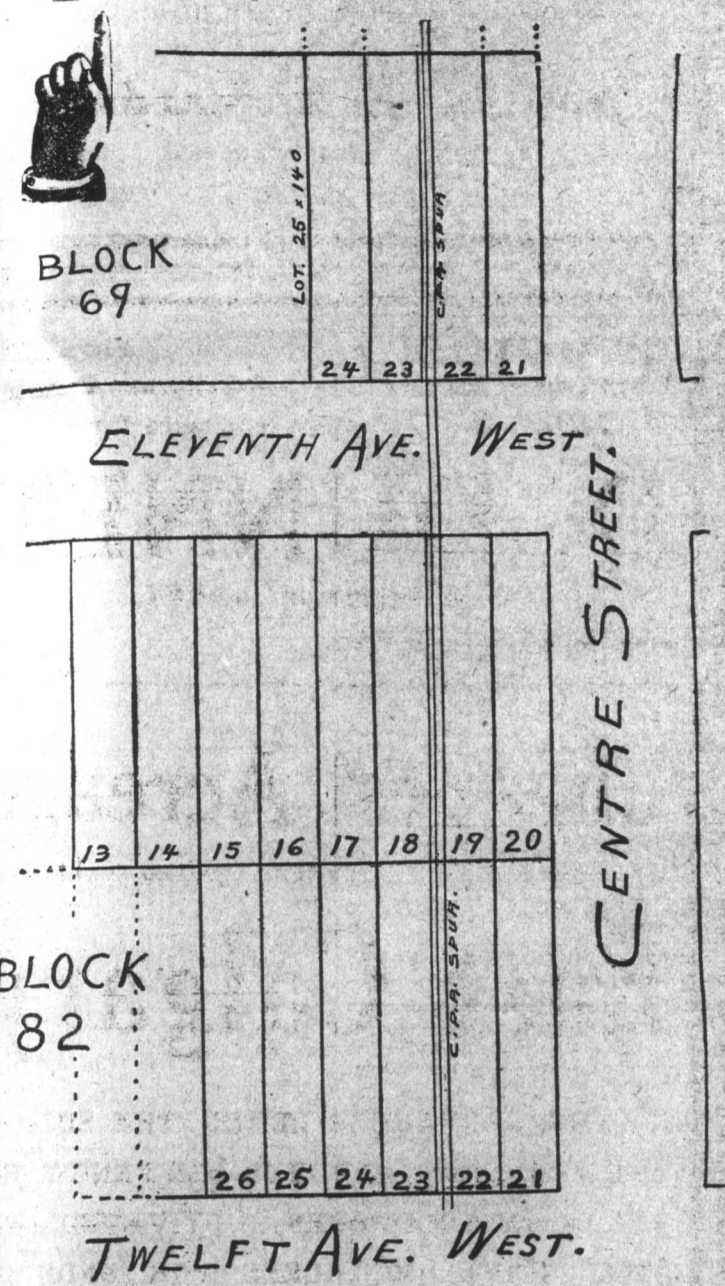 LOT. 25 x 140
C.P.R. SPUR
BLOCK
69
24 23 22 21
ELEVENTH AVE. WEST
CENTRE STREET.
13 14 15 16 17 18 19 20
C.P.R. SPUR.
BLOCK
82
26 25 24 23 22 21
TWELFT AVE. WEST.